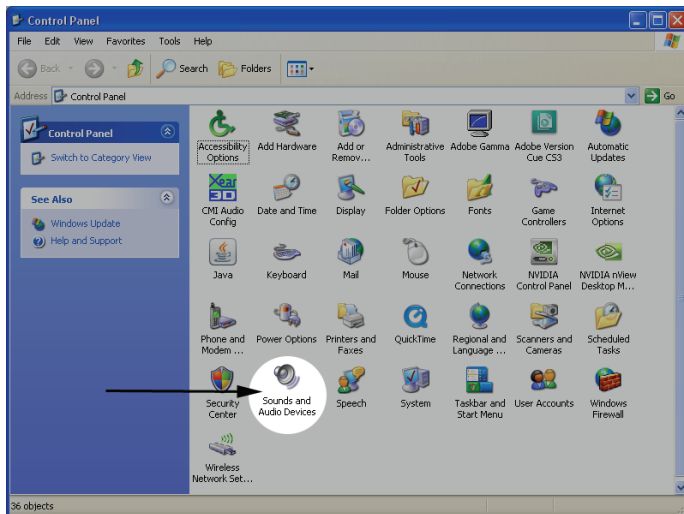 Control Panel
File Edit View Favorites Tools Help
Back Search Folders
Address Control Panel Go
Control Panel
Switch to Category View
See Also
Windows Update
Help and Support
Accessibility Options
Add Hardware
Add or Remov...
Administrative Tools
Adobe Gamma
Adobe Version Cue CS3
Automatic Updates
Xear 3D
CMI Audio Config
Date and Time
Display
Folder Options
Fonts
Game Controllers
Internet Options
Java
Keyboard
Mail
Mouse
Network Connections
NVIDIA Control Panel
NVIDIA nView Desktop M...
Phone and Modem ...
Power Options
Printers and Faxes
QuickTime
Regional and Language ...
Scanners and Cameras
Scheduled Tasks
Security Center
Sounds and Audio Devices
Speech
System
Taskbar and Start Menu
User Accounts
Windows Firewall
Wireless Network Set...
36 objects